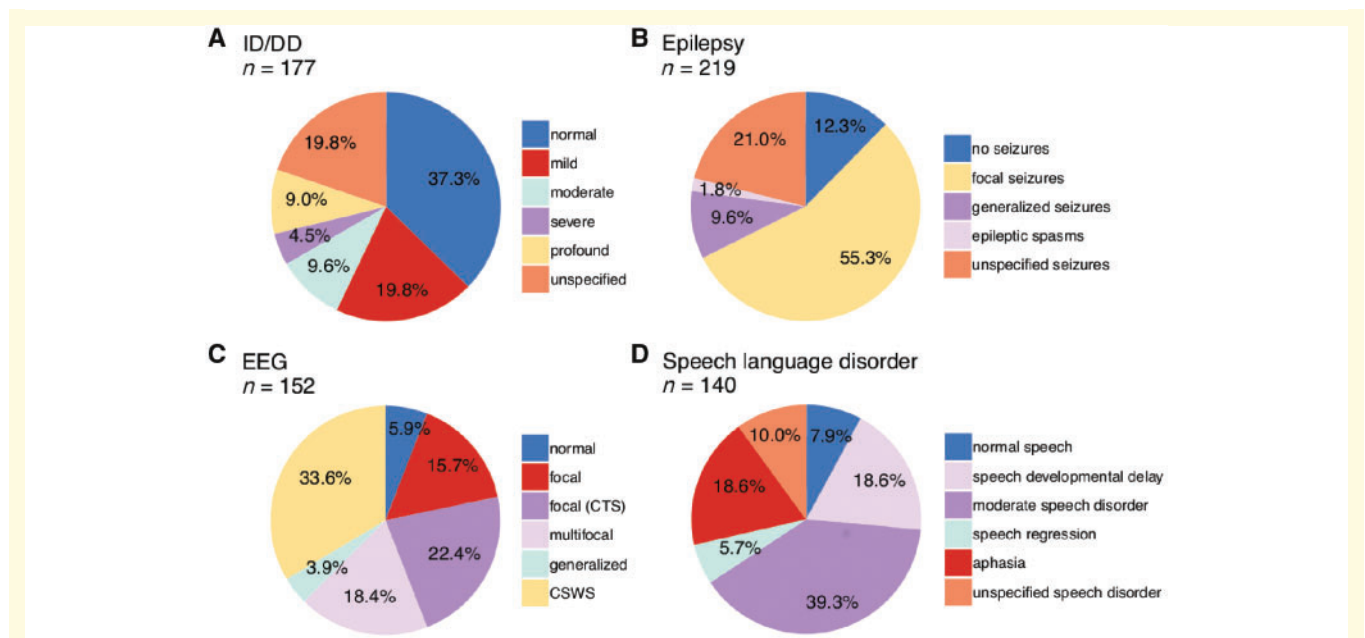 A ID/DD
n = 177
37.3%
19.8%
9.6%
4.5%
9.0%
19.8%
normal
mild
moderate
severe
profound
unspecified
B Epilepsy
n = 219
12.3%
55.3%
9.6%
1.8%
21.0%
no seizures
focal seizures
generalized seizures
epileptic spasms
unspecified seizures
C EEG
n = 152
5.9%
15.7%
22.4%
18.4%
3.9%
33.6%
normal
focal
focal (CTS)
multifocal
generalized
CSWS
D Speech language disorder
n = 140
7.9%
18.6%
39.3%
5.7%
18.6%
10.0%
normal speech
speech developmental delay
moderate speech disorder
speech regression
aphasia
unspecified speech disorder